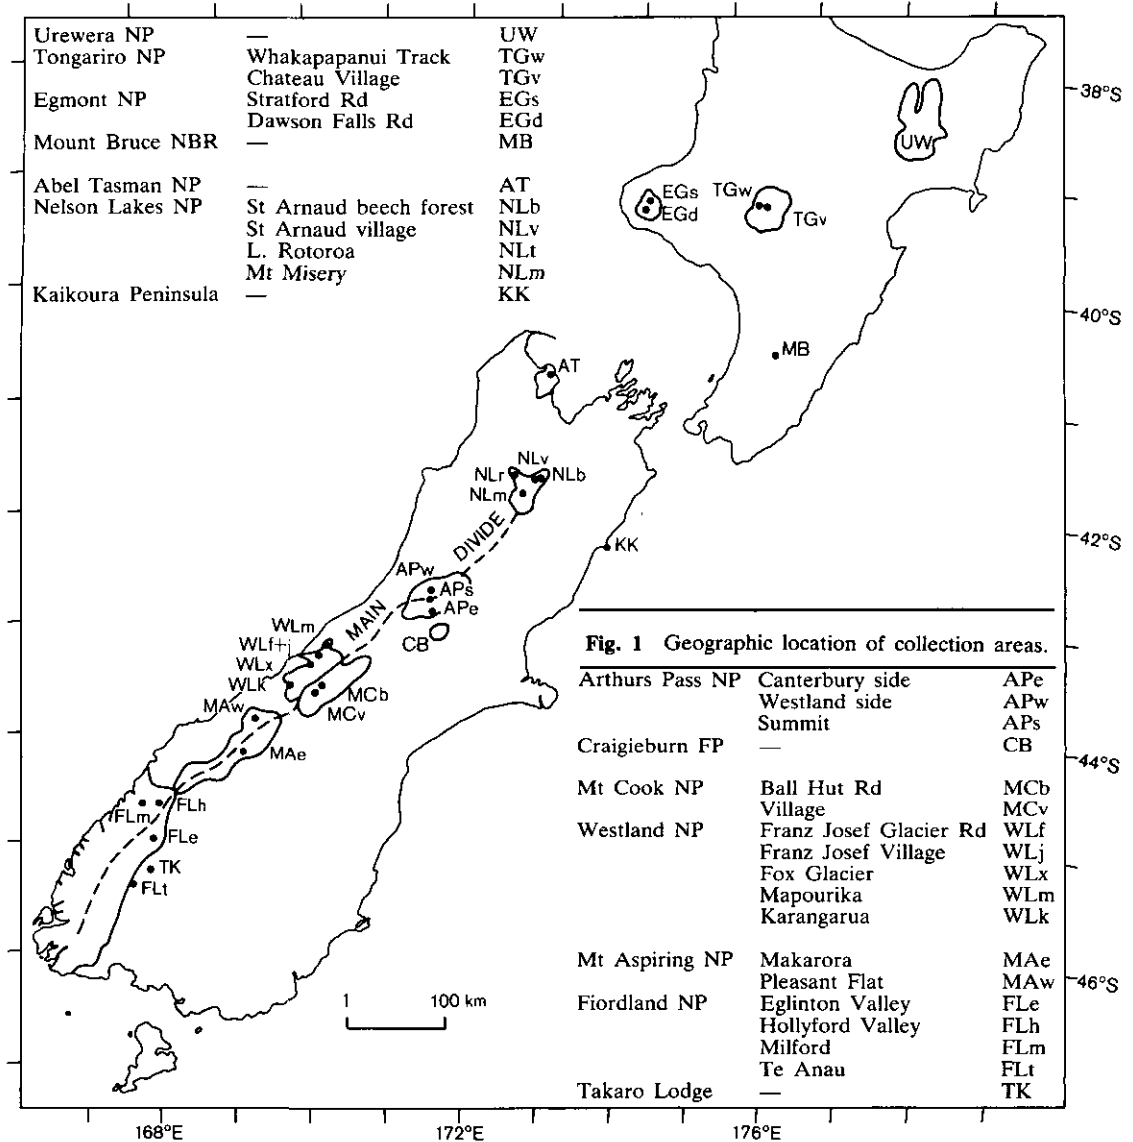 Urewera NP — UW
Tongariro NP Whakapapanui Track TGw
Chateau Village TGv
Egmont NP Stratford Rd EGs
Dawson Falls Rd EGd
Mount Bruce NBR — MB
Abel Tasman NP — AT
Nelson Lakes NP St Arnaud beech forest NLb
St Arnaud village NLv
L. Rotoroa NLt
Mt Misery NLm
Kaikoura Peninsula — KK
38°S
UW
EGs
EGd
TGw
TGv
40°S
MB
AT
NLv
NLr
NLb
NLm
DIVIDE
KK
42°S
APw
APs
APe
MAIN
CB
WLm
WLf+j
WLx
WLk
MCb
MCv
MAw
MAe
FLm
FLh
FLe
TK
FLt
44°S
46°S
1 100 km
168°E
172°E
176°E
Fig. 1 Geographic location of collection areas.
Arthurs Pass NP Canterbury side APe
Westland side APw
Summit APs
Craigieburn FP — CB
Mt Cook NP Ball Hut Rd MCb
Village MCv
Westland NP Franz Josef Glacier Rd WLf
Franz Josef Village WLj
Fox Glacier WLx
Mapourika WLm
Karangarua WLk
Mt Aspiring NP Makarora MAe
Pleasant Flat MAw
Fiordland NP Eglinton Valley FLe
Hollyford Valley FLh
Milford FLm
Te Anau FLt
Takaro Lodge — TK